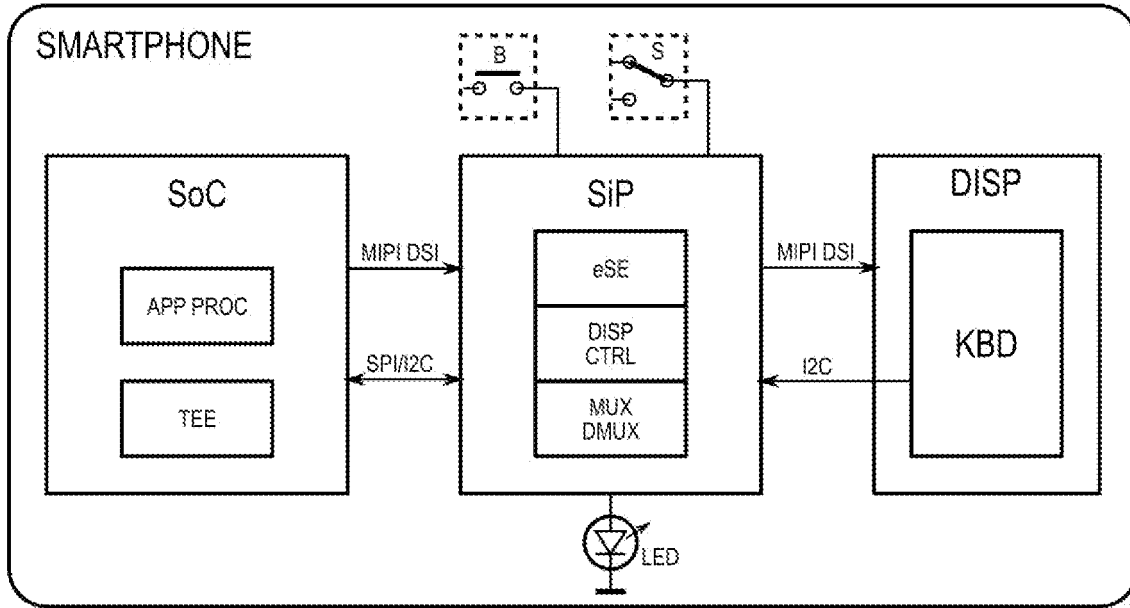 SMARTPHONE
B
S
SoC
SiP
DISP
MIPI DSI
MIPI DSI
eSE
APP PROC
DISP
CTRL
KBD
SPI/I2C
I2C
TEE
MUX
DMUX
LED